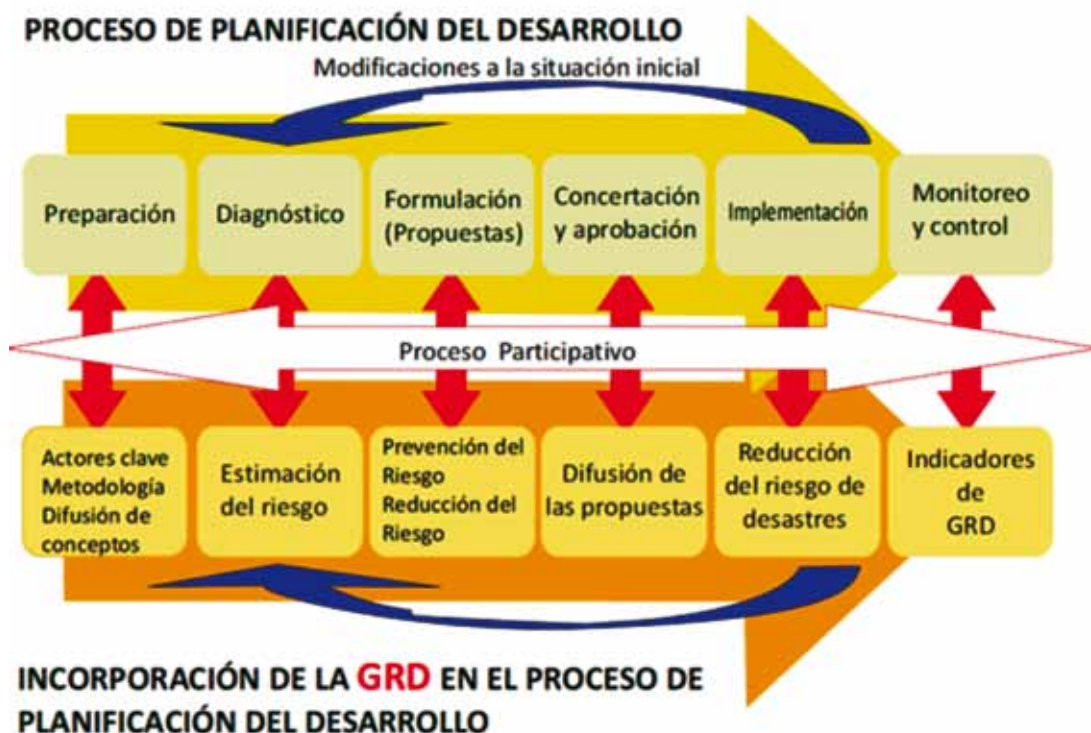 PROCESO DE PLANIFICACIÓN DEL DESARROLLO
Modificaciones a la situación inicial
Preparación
Diagnóstico
Formulación
(Propuestas)
Concertación
y aprobación
Implementación
Monitoreo
y control
Proceso Participativo
Actores clave
Metodología
Difusión de
conceptos
Estimación
del riesgo
Prevención del
Riesgo
Reducción del
Riesgo
Difusión de
las propuestas
Reducción
del riesgo de
desastres
Indicadores
de
GRD
INCORPORACIÓN DE LA GRD EN EL PROCESO DE
PLANIFICACIÓN DEL DESARROLLO